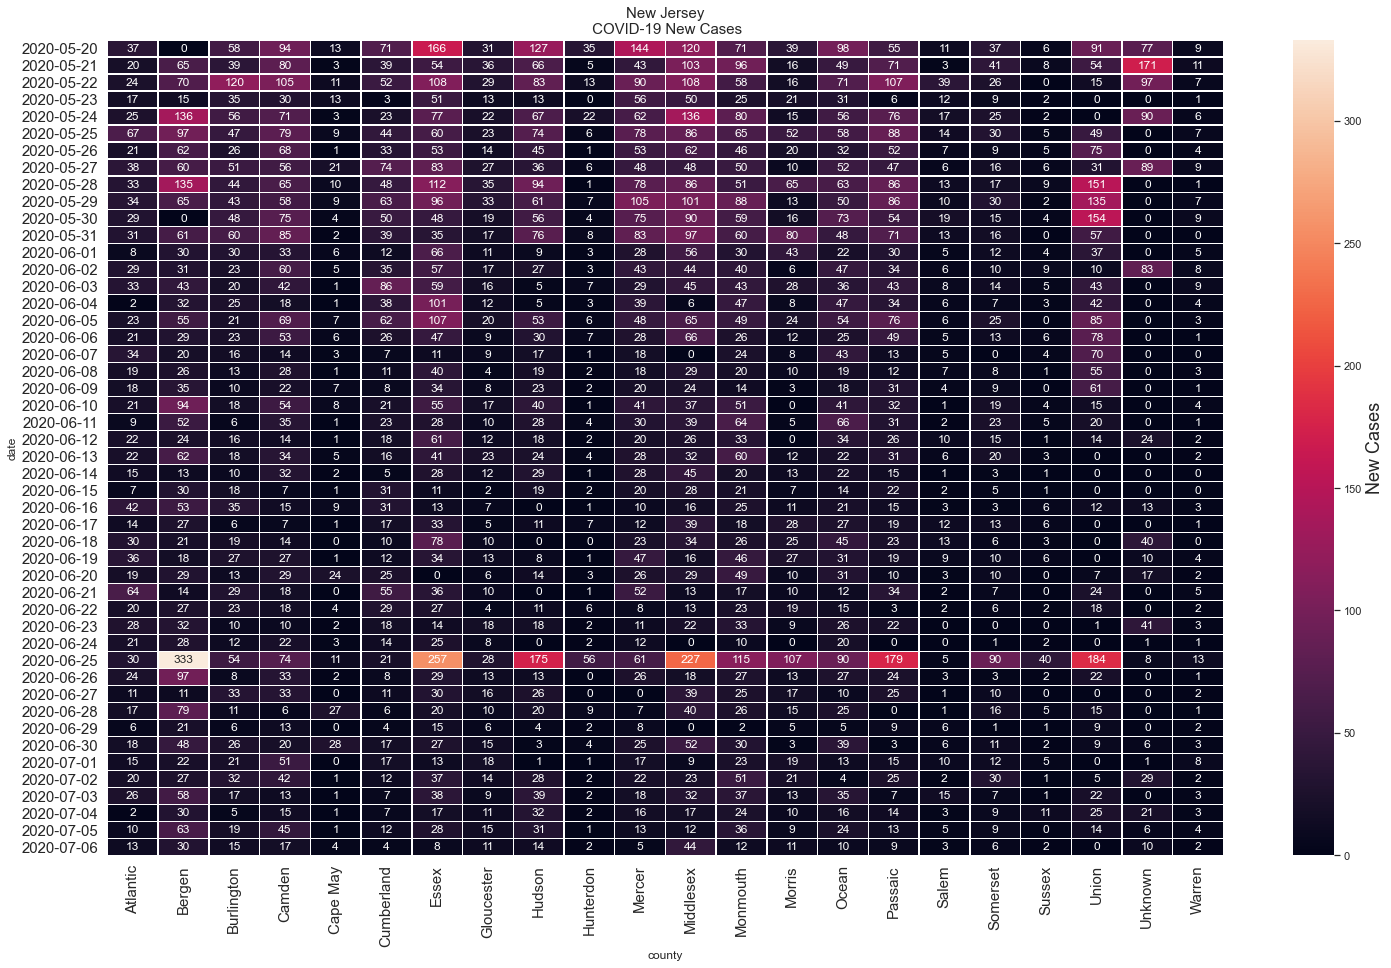 New Jersey
COVID-19 New Cases
2020-05-20 37 0 58 94 13 71 166 31 127 35 144 120 71 39 98 55 11 37 6 91 77 9
2020-05-21 20 65 39 80 3 39 54 36 66 5 43 103 96 16 49 71 3 41 8 54 171 11
2020-05-22 24 70 120 105 11 52 108 29 83 13 90 108 58 16 71 107 39 26 0 15 97 7
2020-05-23 17 15 35 30 13 3 51 13 13 0 56 50 25 21 31 6 12 9 2 0 0 1
2020-05-24 25 136 56 71 3 23 77 22 67 22 62 136 80 15 56 76 17 25 2 0 90 6
2020-05-25 67 97 47 79 9 44 60 23 74 6 78 86 65 52 58 88 14 30 5 49 0 7
2020-05-26 21 62 26 68 1 33 53 14 45 1 53 62 46 20 32 52 7 9 5 75 0 4
2020-05-27 38 60 51 56 21 74 83 27 36 6 48 48 50 10 52 47 6 16 6 31 89 9
2020-05-28 33 135 44 65 10 48 112 35 94 1 78 86 51 65 63 86 13 17 9 151 0 1
2020-05-29 34 65 43 58 9 63 96 33 61 7 105 101 88 13 50 86 10 30 2 135 0 7
2020-05-30 29 0 48 75 4 50 48 19 56 4 75 90 59 16 73 54 19 15 4 154 0 9
2020-05-31 31 61 60 85 2 39 35 17 76 8 83 97 60 80 48 71 13 16 0 57 0 0
2020-06-01 8 30 30 33 6 12 66 11 9 3 28 56 30 43 22 30 5 12 4 37 0 5
2020-06-02 29 31 23 60 5 35 57 17 27 3 43 44 40 6 47 34 6 10 9 10 83 8
2020-06-03 33 43 20 42 1 86 59 16 5 7 29 45 43 28 36 43 8 14 5 43 0 9
2020-06-04 2 32 25 18 1 38 101 12 5 3 39 6 47 8 47 34 6 7 3 42 0 4
2020-06-05 23 55 21 69 7 62 107 20 53 6 48 65 49 24 54 76 6 25 0 85 0 3
2020-06-06 21 29 23 53 6 26 47 9 30 7 28 66 26 12 25 49 5 13 6 78 0 1
2020-06-07 34 20 16 14 3 7 11 9 17 1 18 0 24 8 43 13 5 0 4 70 0 0
2020-06-08 19 26 13 28 1 11 40 4 19 2 18 29 20 10 19 12 7 8 1 55 0 3
2020-06-09 18 35 10 22 7 8 34 8 23 2 20 24 14 3 18 31 4 9 0 61 0 1
2020-06-10 21 94 18 54 8 21 55 17 40 1 41 37 51 0 41 32 1 19 4 15 0 4
2020-06-11 9 52 6 35 1 23 28 10 28 4 30 39 64 5 66 31 2 23 5 20 0 1
2020-06-12 22 24 16 14 1 18 61 12 18 2 20 26 33 0 34 26 10 15 1 14 24 2
2020-06-13 22 62 18 34 5 16 41 23 24 4 28 32 60 12 22 31 6 20 3 0 0 2
2020-06-14 15 13 10 32 2 5 28 12 29 1 28 45 20 13 22 15 1 3 1 0 0 0
2020-06-15 7 30 18 7 1 31 11 2 19 2 20 28 21 7 14 22 2 5 1 0 0 0
2020-06-16 42 53 35 15 9 31 13 7 0 1 10 16 25 11 21 15 3 3 6 12 13 3
2020-06-17 14 27 6 7 1 17 33 5 11 7 12 39 18 28 27 19 12 13 6 0 0 1
2020-06-18 30 21 19 14 0 10 78 10 0 0 23 34 26 25 45 23 13 6 3 0 40 0
2020-06-19 36 18 27 27 1 12 34 13 8 1 47 16 46 27 31 19 9 10 6 0 10 4
2020-06-20 19 29 13 29 24 25 0 6 14 3 26 29 49 10 31 10 3 10 0 7 17 2
2020-06-21 64 14 29 18 0 55 36 10 0 1 52 13 17 10 12 34 2 7 0 24 0 5
2020-06-22 20 27 23 18 4 29 27 4 11 6 8 13 23 19 15 3 2 6 2 18 0 2
2020-06-23 28 32 10 10 2 18 14 18 18 2 11 22 33 9 26 22 0 2 0 1 41 3
2020-06-24 21 28 12 22 3 14 25 8 0 2 12 0 10 0 20 0 0 1 2 0 1 1
2020-06-25 30 333 54 74 11 21 257 28 175 56 61 227 115 107 90 179 5 90 40 184 8 13
2020-06-26 24 97 8 33 2 8 29 13 13 0 26 18 27 13 27 24 3 3 2 22 0 1
2020-06-27 11 11 33 33 0 11 30 16 26 0 0 39 25 17 10 25 1 10 0 0 0 2
2020-06-28 17 79 11 6 27 6 20 10 20 9 7 40 26 15 25 0 1 16 5 15 0 1
2020-06-29 6 21 6 13 0 4 15 6 4 2 8 0 2 5 5 9 6 1 1 9 0 2
2020-06-30 18 48 26 20 28 17 27 15 3 4 25 52 30 3 39 3 6 11 2 9 6 3
2020-07-01 15 22 21 51 0 17 13 18 1 1 17 9 23 19 13 15 10 12 5 0 1 8
2020-07-02 20 27 32 42 1 12 37 14 28 2 22 23 51 21 4 25 2 30 1 5 29 2
2020-07-03 26 58 17 13 1 7 38 9 39 2 18 32 37 13 35 7 15 7 1 22 0 3
2020-07-04 2 30 5 15 1 7 17 11 32 2 16 17 24 10 16 14 3 9 11 25 21 3
2020-07-05 10 63 19 45 1 12 28 15 31 1 13 12 36 9 24 13 5 9 0 14 6 4
2020-07-06 13 30 15 17 4 4 8 11 14 2 5 44 12 11 10 9 3 6 2 0 10 2
date
Atlantic Bergen Burlington Camden Cape May Cumberland Essex Gloucester Hudson Hunterdon Mercer Middlesex Monmouth Morris Ocean Passaic Salem Somerset Sussex Union Unknown Warren
county
300
250
200
150
100
50
0
New Cases